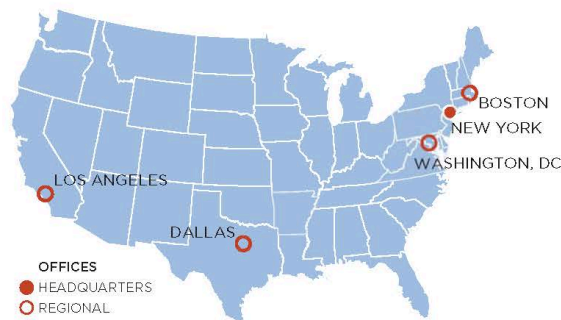 BOSTON
NEW YORK
WASHINGTON, DC
LOS ANGELES
DALLAS
OFFICES
HEADQUARTERS
REGIONAL